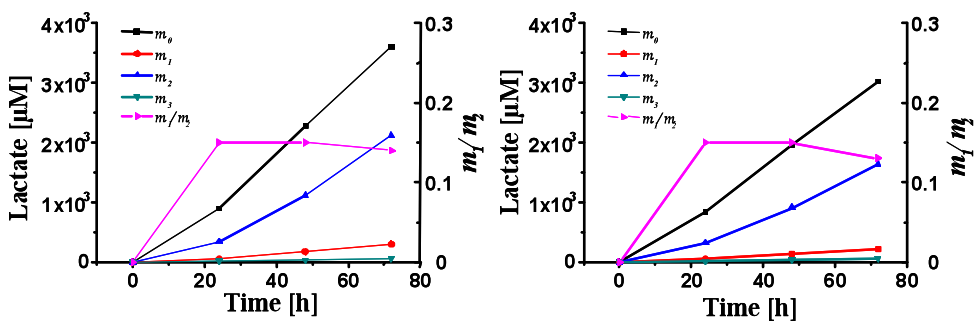 4x10³
3x10³
2x10³
1x10³
0
Lactate [µM]
m₀
m₁
m₂
m₃
m₁/m₂
0.3
0.2
0.1
0
m₁/m₂
0 20 40 60 80
Time [h]
4x10³
3x10³
2x10³
1x10³
0
Lactate [µM]
m₀
m₁
m₂
m₃
m₁/m₂
0.3
0.2
0.1
0
m₁/m₂
0 20 40 60 80
Time [h]